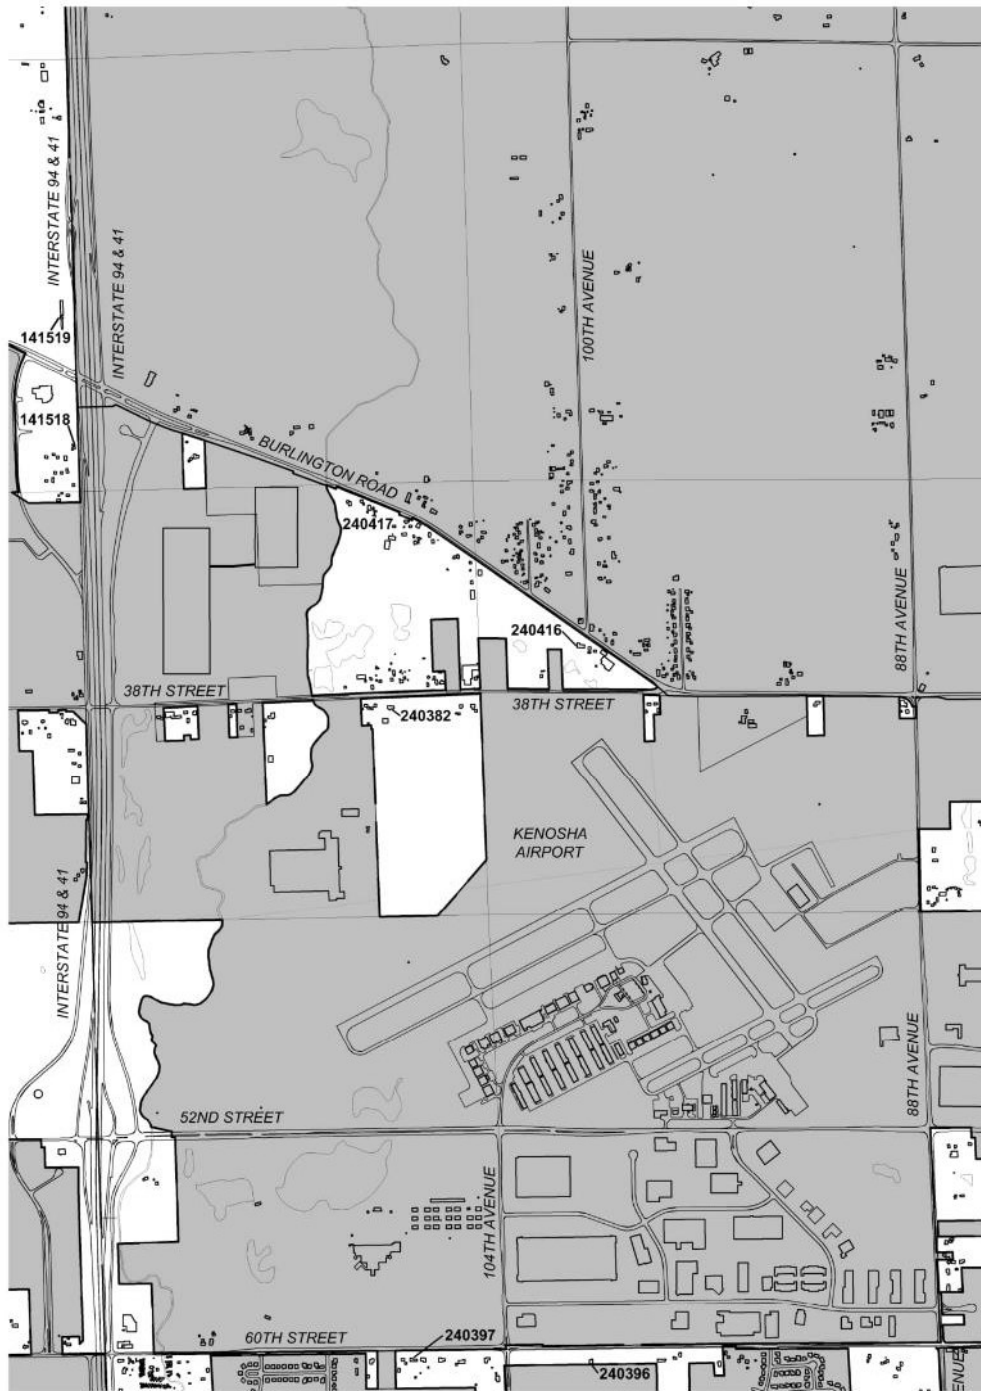 INTERSTATE 94 & 41
INTERSTATE 94 & 41
100TH AVENUE
141519
141518
BURLINGTON ROAD
240417
88TH AVENUE
240416
38TH STREET
38TH STREET
240382
KENOSHA
AIRPORT
INTERSTATE 94 & 41
88TH AVENUE
52ND STREET
104TH AVENUE
60TH STREET
240397
240396